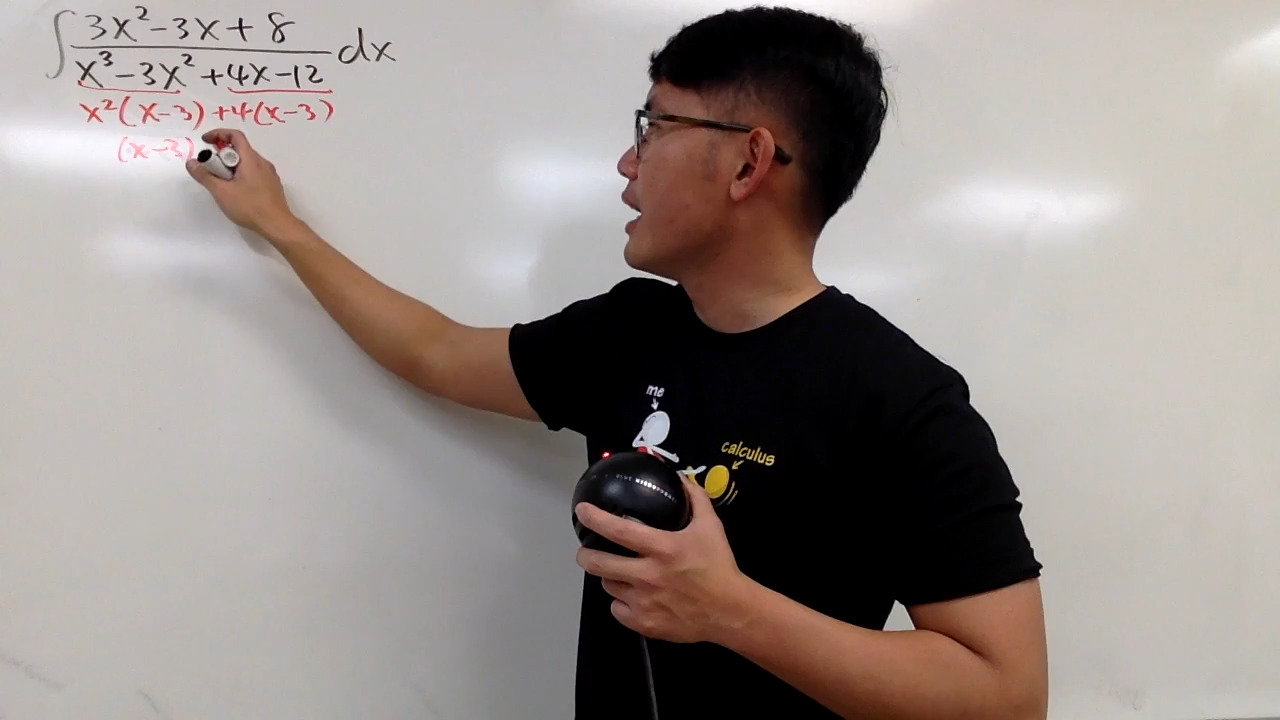 ∫ 3x² - 3x + 8
x³ - 3x² + 4x - 12 dx
x²(x-3) + 4(x-3)
(x-3)
me
calculus